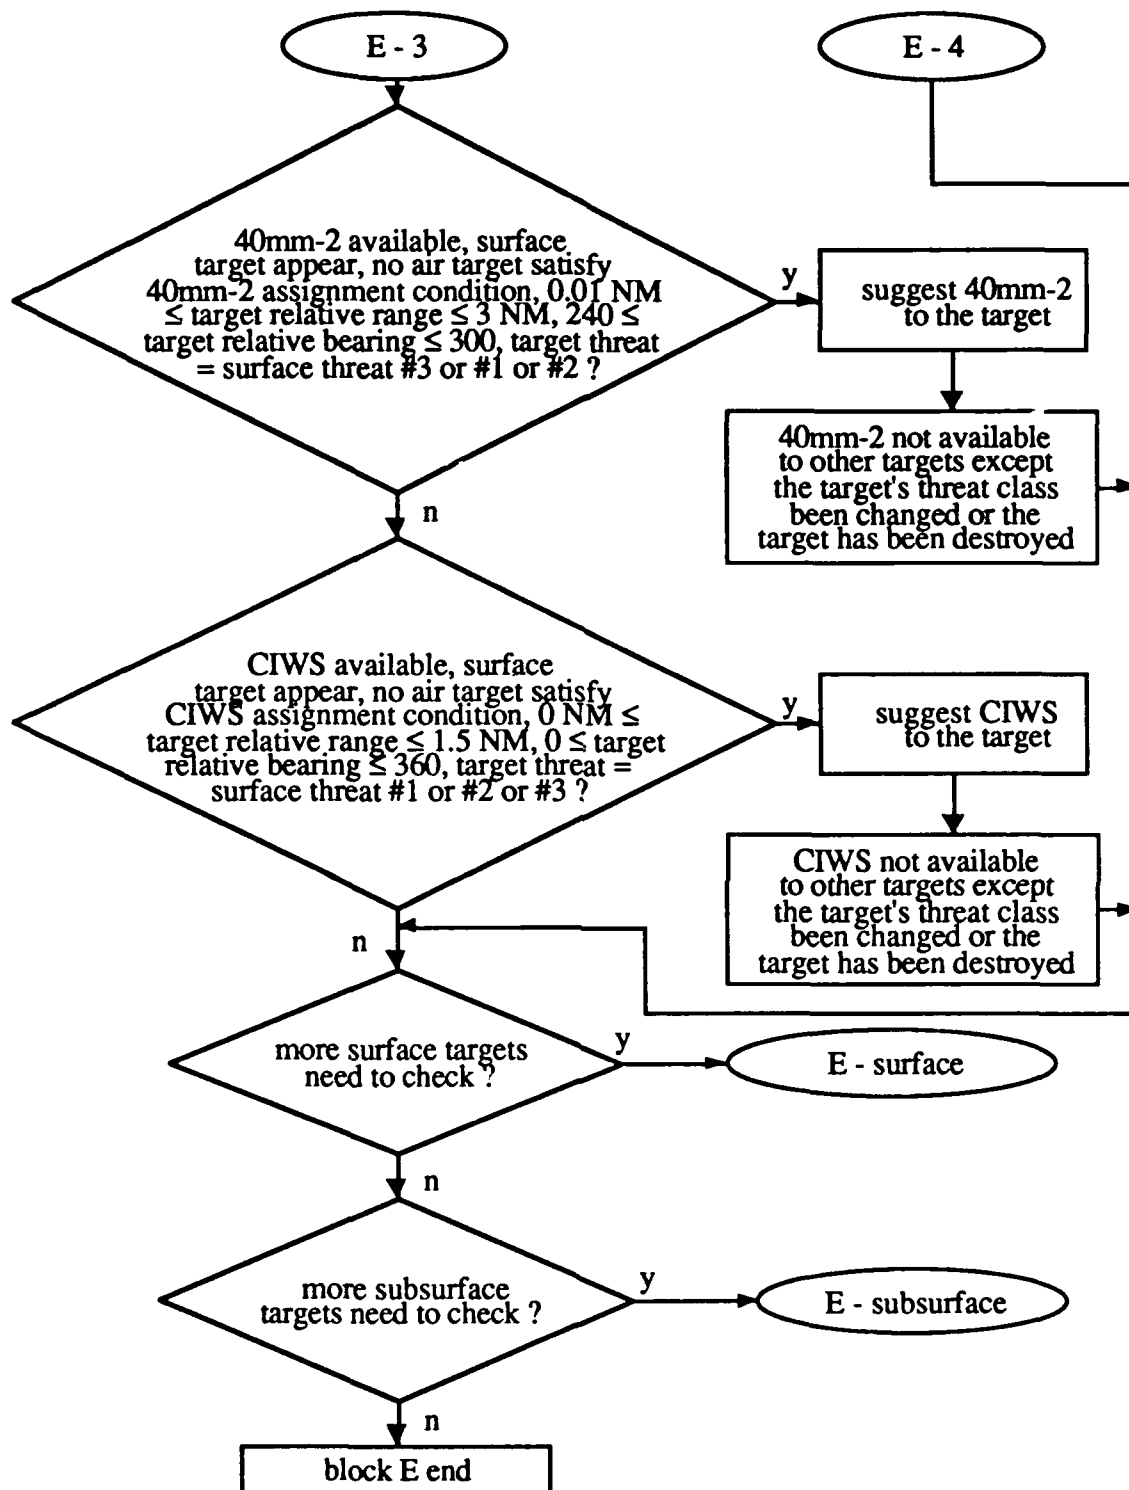 E - 3
E - 4
40mm-2 available, surface
target appear, no air target satisfy
40mm-2 assignment condition, 0.01 NM
≤ target relative range ≤ 3 NM, 240 ≤
target relative bearing ≤ 300, target threat
= surface threat #3 or #1 or #2 ?
y
suggest 40mm-2
to the target
40mm-2 not available
to other targets except
the target's threat class
been changed or the
target has been destroyed
n
CIWS available, surface
target appear, no air target satisfy
CIWS assignment condition, 0 NM ≤
target relative range ≤ 1.5 NM, 0 ≤ target
relative bearing ≤ 360, target threat =
surface threat #1 or #2 or #3 ?
y
suggest CIWS
to the target
CIWS not available
to other targets except
the target's threat class
been changed or the
target has been destroyed
n
more surface targets
need to check ?
y
E - surface
n
more subsurface
targets need to check ?
y
E - subsurface
n
block E end